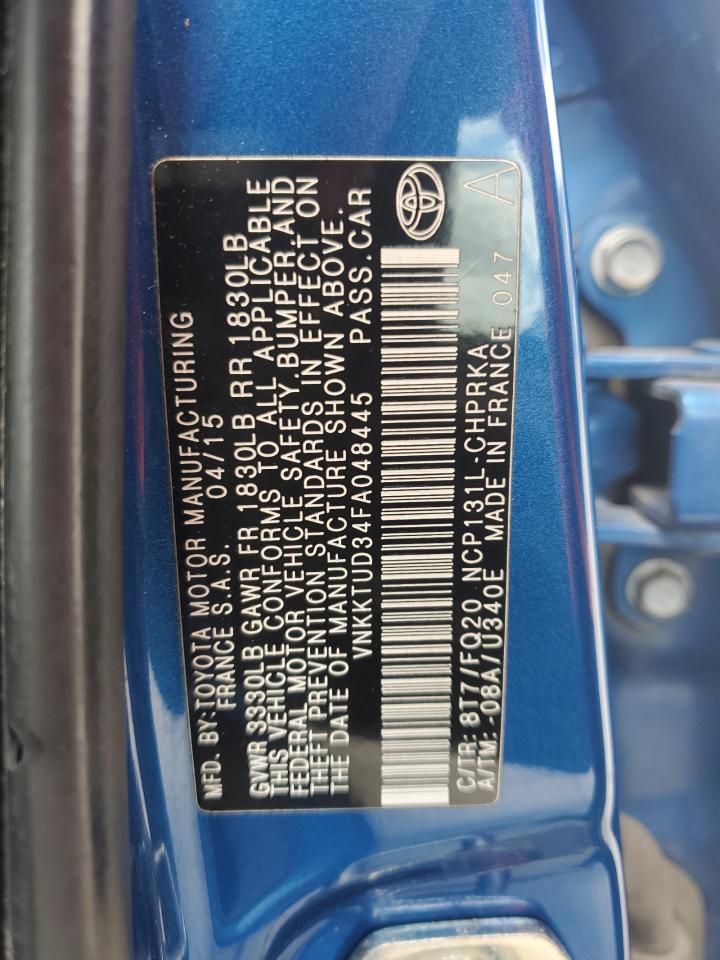 MFD. BY:TOYOTA MOTOR MANUFACTURING
FRANCE S.A.S. 04/15
GVWR 3330LB GAWR FR 1830LB RR 1830LB
THIS VEHICLE CONFORMS TO ALL APPLICABLE
FEDERAL MOTOR VEHICLE SAFETY.BUMPER.AND
THEFT PREVENTION STANDARDS IN EFFECT ON
THE DATE OF MANUFACTURE SHOWN ABOVE.
VNKKTUD34FA048445 PASS.CAR
C/TR: 8T7/FQ20 NCP131L-CHPRKA
A/TM: -08A/U340E MADE IN FRANCE 047 A